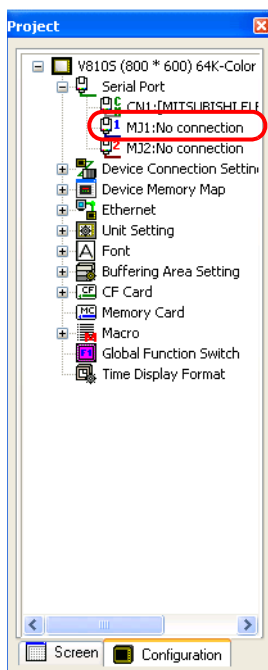 Project
V8105 (800 * 600) 64K-Color
Serial Port
CN1:[MITSUBISHI ELE
MJ1:No connection
MJ2:No connection
Device Connection Settin
Device Memory Map
Ethernet
Unit Setting
Font
Buffering Area Setting
CF Card
Memory Card
Macro
Global Function Switch
Time Display Format
Screen Configuration